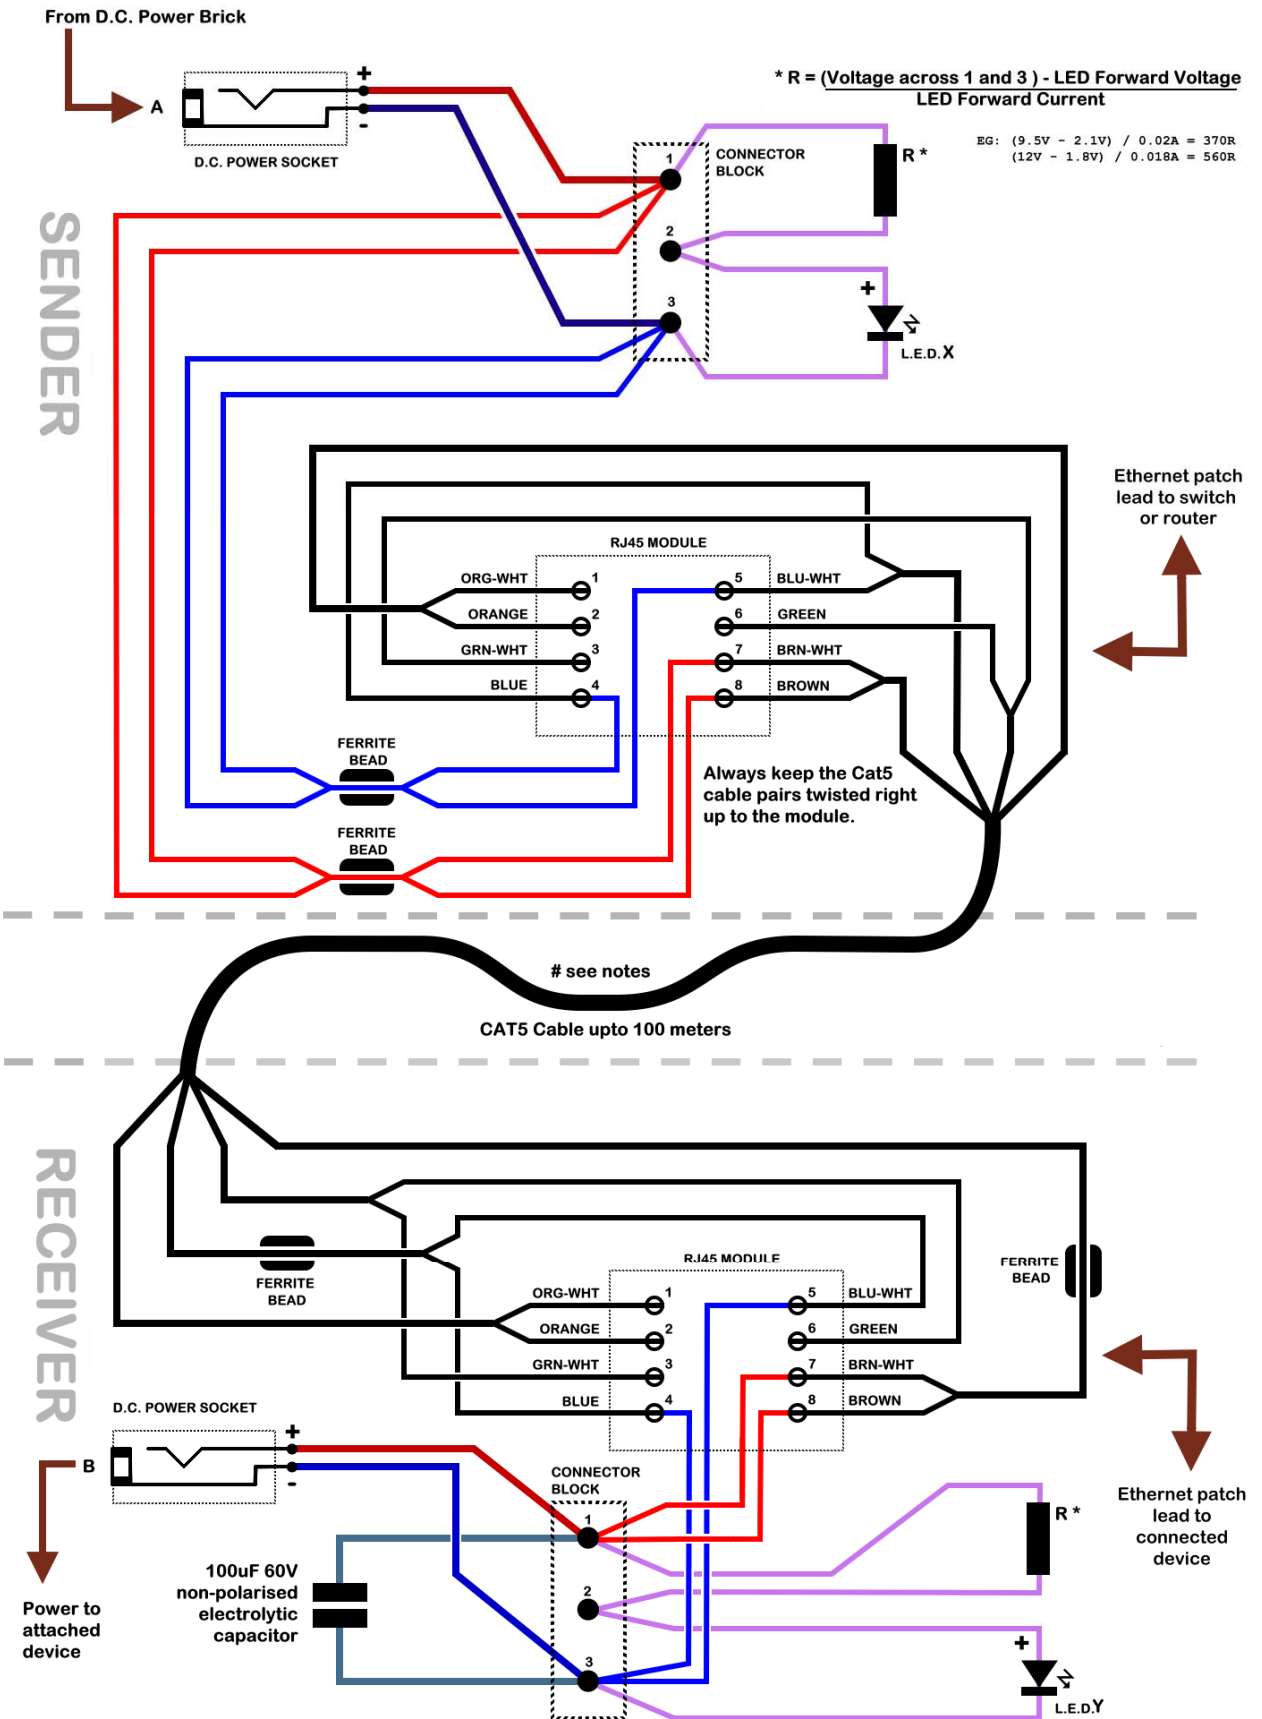 From D.C. Power Brick
A
+
-
D.C. POWER SOCKET
* R = (Voltage across 1 and 3 ) - LED Forward Voltage
LED Forward Current
EG: (9.5V - 2.1V) / 0.02A = 370R
(12V - 1.8V) / 0.018A = 560R
CONNECTOR
BLOCK
1
2
3
R *
+
L.E.D.X
SENDER
Ethernet patch
lead to switch
or router
RJ45 MODULE
ORG-WHT 1
ORANGE 2
GRN-WHT 3
BLUE 4
5 BLU-WHT
6 GREEN
7 BRN-WHT
8 BROWN
FERRITE
BEAD
FERRITE
BEAD
Always keep the Cat5
cable pairs twisted right
up to the module.
# see notes
CAT5 Cable upto 100 meters
RECEIVER
FERRITE
BEAD
RJ45 MODULE
FERRITE
BEAD
ORG-WHT 1
ORANGE 2
GRN-WHT 3
BLUE 4
5 BLU-WHT
6 GREEN
7 BRN-WHT
8 BROWN
D.C. POWER SOCKET
+
-
B
CONNECTOR
BLOCK
1
2
3
R *
Ethernet patch
lead to
connected
device
100uF 60V
non-polarised
electrolytic
capacitor
Power to
attached
device
+
L.E.D.Y